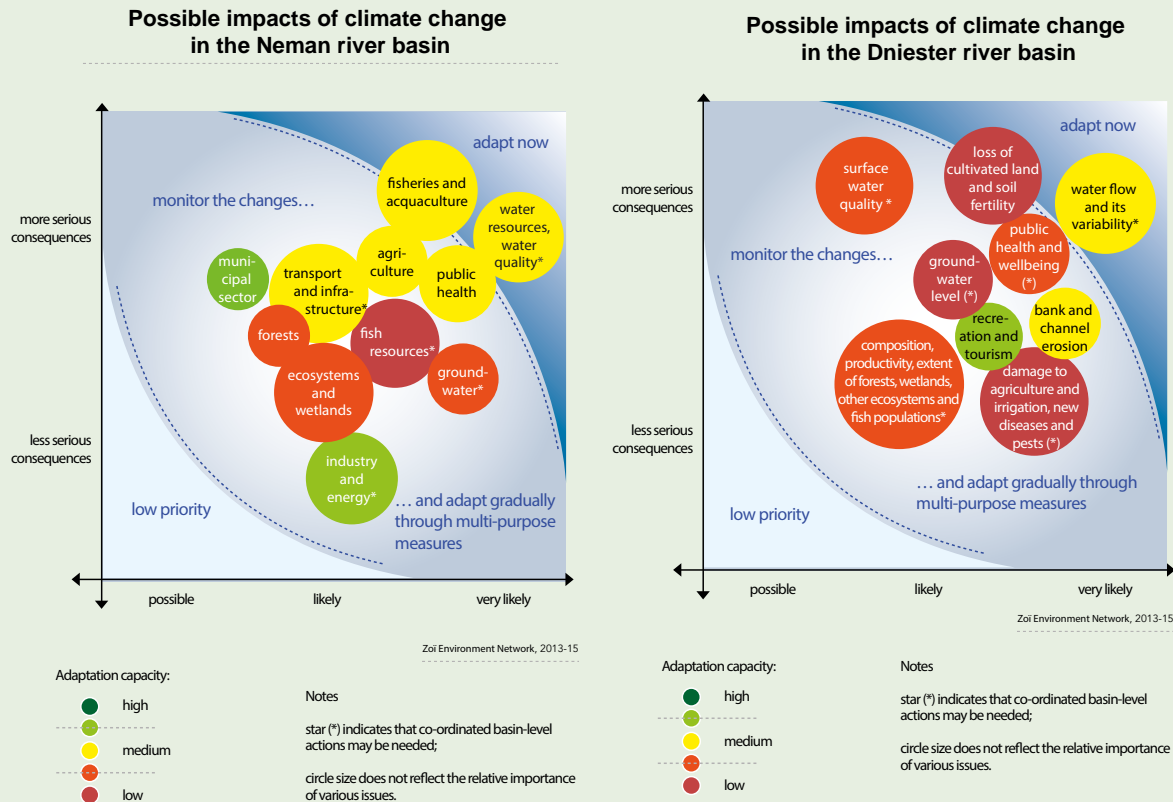 Possible impacts of climate change
in the Neman river basin
adapt now
monitor the changes…
more serious
consequences
less serious
consequences
fisheries and
acquaculture
water
resources,
water
quality*
agri-
culture
public
health
muni-
cipal
sector
transport
and infra-
structure*
forests
fish
resources*
ecosystems
and
wetlands
ground-
water*
industry
and
energy*
… and adapt gradually
through multi-purpose
measures
low priority
possible
likely
very likely
Zoï Environment Network, 2013-15
Adaptation capacity:
high
medium
low
Notes
star (*) indicates that co-ordinated basin-level
actions may be needed;
circle size does not reflect the relative importance
of various issues.
Possible impacts of climate change
in the Dniester river basin
adapt now
monitor the changes…
more serious
consequences
less serious
consequences
surface
water
quality *
loss of
cultivated land
and soil
fertility
water flow
and its
variability*
public
health and
wellbeing
(*)
ground-
water
level (*)
recre-
ation and
tourism
bank and
channel
erosion
composition,
productivity, extent
of forests, wetlands,
other ecosystems and
fish populations*
damage to
agriculture and
irrigation, new
diseases and
pests (*)
… and adapt gradually through
multi-purpose measures
low priority
possible
likely
very likely
Zoï Environment Network, 2013-15
Adaptation capacity:
high
medium
low
Notes
star (*) indicates that co-ordinated basin-level
actions may be needed;
circle size does not reflect the relative importance
of various issues.